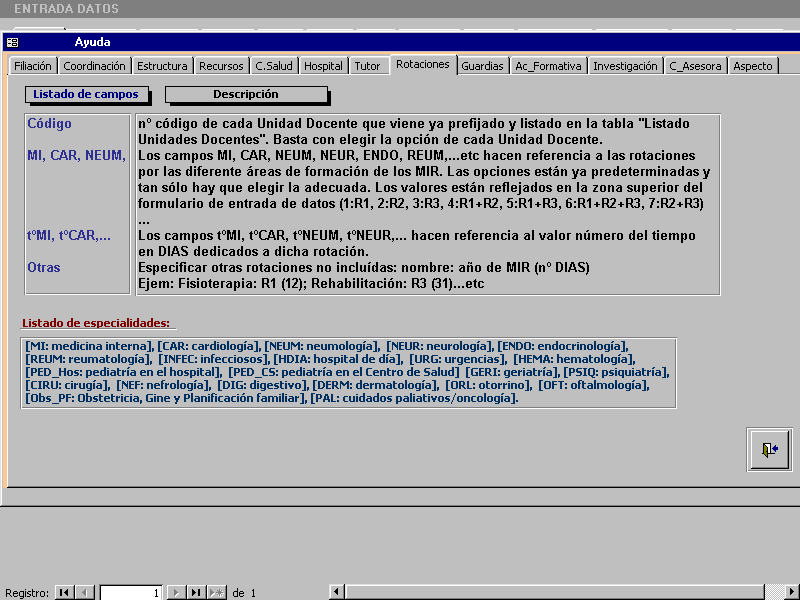 ENTRADA DATOS
Ayuda
Filiación Coordinación Estructura Recursos C.Salud Hospital Tutor Rotaciones Guardias Ac_Formativa Investigación C_Asesora Aspecto
Listado de campos Descripción
Código nº código de cada Unidad Docente que viene ya prefijado y listado en la tabla "Listado
Unidades Docentes". Basta con elegir la opción de cada Unidad Docente.
MI, CAR, NEUM, Los campos MI, CAR, NEUM, NEUR, ENDO, REUM,...etc hacen referencia a las rotaciones
por las diferente áreas de formación de los MIR. Las opciones están ya predeterminadas y
tan sólo hay que elegir la adecuada. Los valores están reflejados en la zona superior del
formulario de entrada de datos (1:R1, 2:R2, 3:R3, 4:R1+R2, 5:R1+R3, 6:R1+R2+R3, 7:R2+R3)
...
tºMI, tºCAR,... Los campos tºMI, tºCAR, tºNEUM, tºNEUR,... hacen referencia al valor número del tiempo
en DIAS dedicados a dicha rotación.
Otras Especificar otras rotaciones no incluídas: nombre: año de MIR (nº DIAS)
Ejem: Fisioterapia: R1 (12); Rehabilitación: R3 (31)...etc
Listado de especialidades:
[MI: medicina interna], [CAR: cardiología], [NEUM: neumología], [NEUR: neurología], [ENDO: endocrinología],
[REUM: reumatología], [INFEC: infecciosos], [HDIA: hospital de día], [URG: urgencias], [HEMA: hematología],
[PED_Hos: pediatría en el hospital], [PED_CS: pediatría en el Centro de Salud] [GERI: geriatría], [PSIQ: psiquiatría],
[CIRU: cirugía], [NEF: nefrología], [DIG: digestivo], [DERM: dermatología], [ORL: otorrino], [OFT: oftalmología],
[Obs_PF: Obstetricia, Gine y Planificación familiar], [PAL: cuidados paliativos/oncología].
Registro: 1 de 1